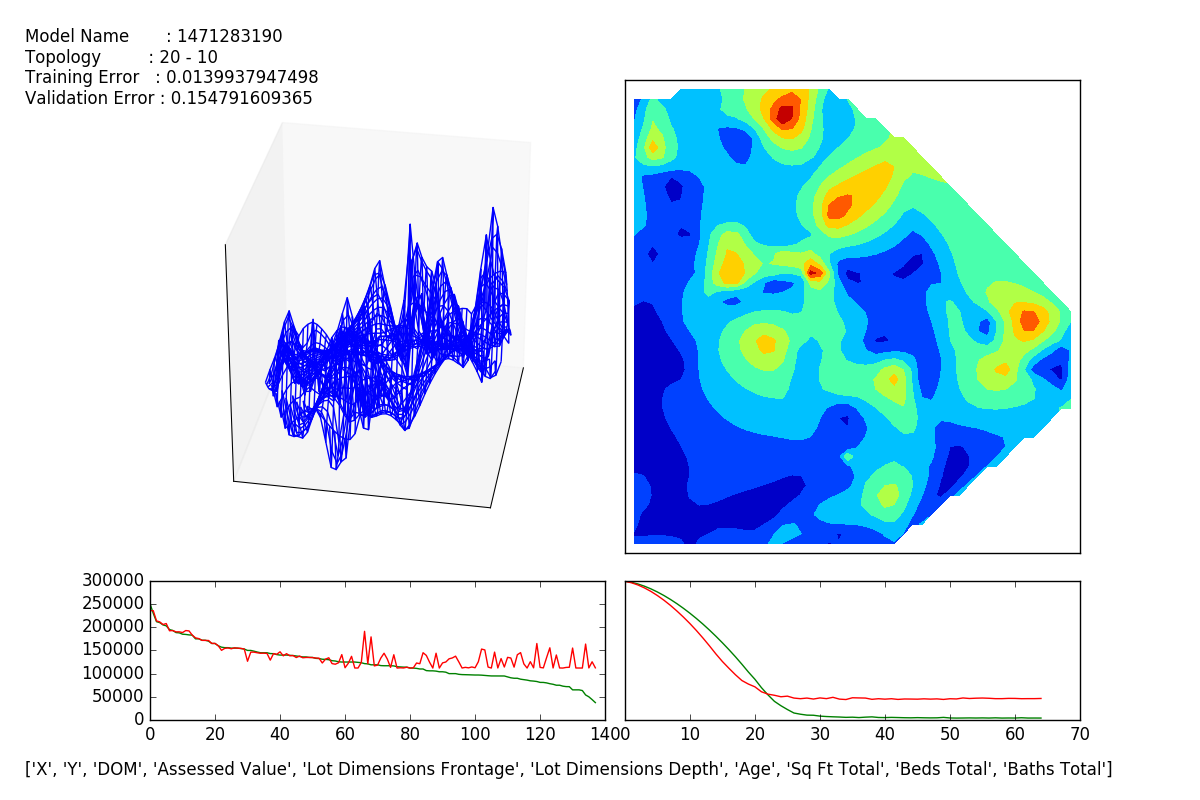 Model Name : 1471283190
Topology : 20 - 10
Training Error : 0.0139937947498
Validation Error : 0.154791609365
300000
250000
200000
150000
100000
50000
0
0 20 40 60 80 100 120 140
0 10 20 30 40 50 60 70
['X', 'Y', 'DOM', 'Assessed Value', 'Lot Dimensions Frontage', 'Lot Dimensions Depth', 'Age', 'Sq Ft Total', 'Beds Total', 'Baths Total']